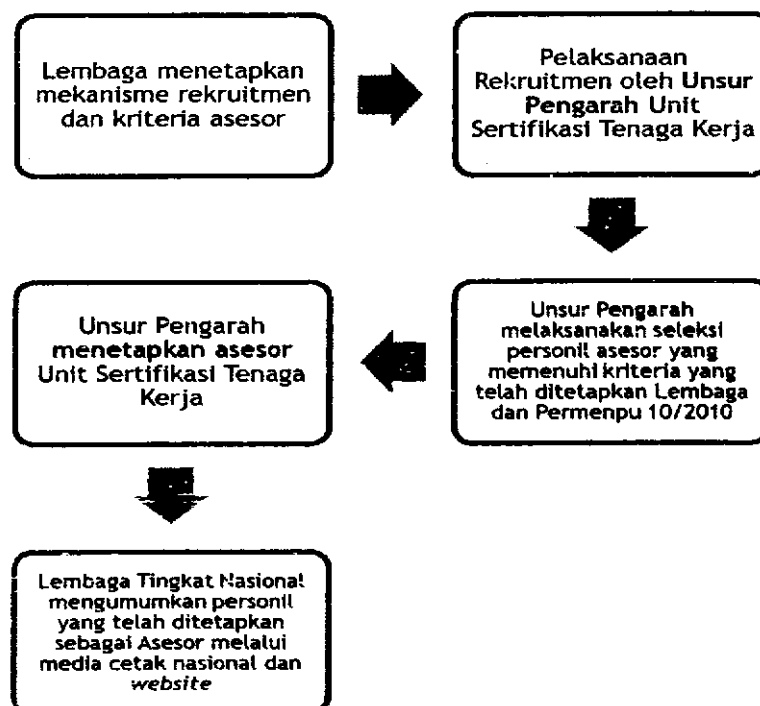 Lembaga menetapkan
mekanisme rekruitmen
dan kriteria asesor
Pelaksanaan
Rekruitmen oleh Unsur
Pengarah Unit
Sertifikasi Tenaga Kerja
Unsur Pengarah
melaksanakan seleksi
personil asesor yang
memenuhi kriteria yang
telah ditetapkan Lembaga
dan Permenpu 10/2010
Unsur Pengarah
menetapkan asesor
Unit Sertifikasi Tenaga
Kerja
Lembaga Tingkat Nasional
mengumumkan personil
yang telah ditetapkan
sebagai Asesor melalui
media cetak nasional dan
website